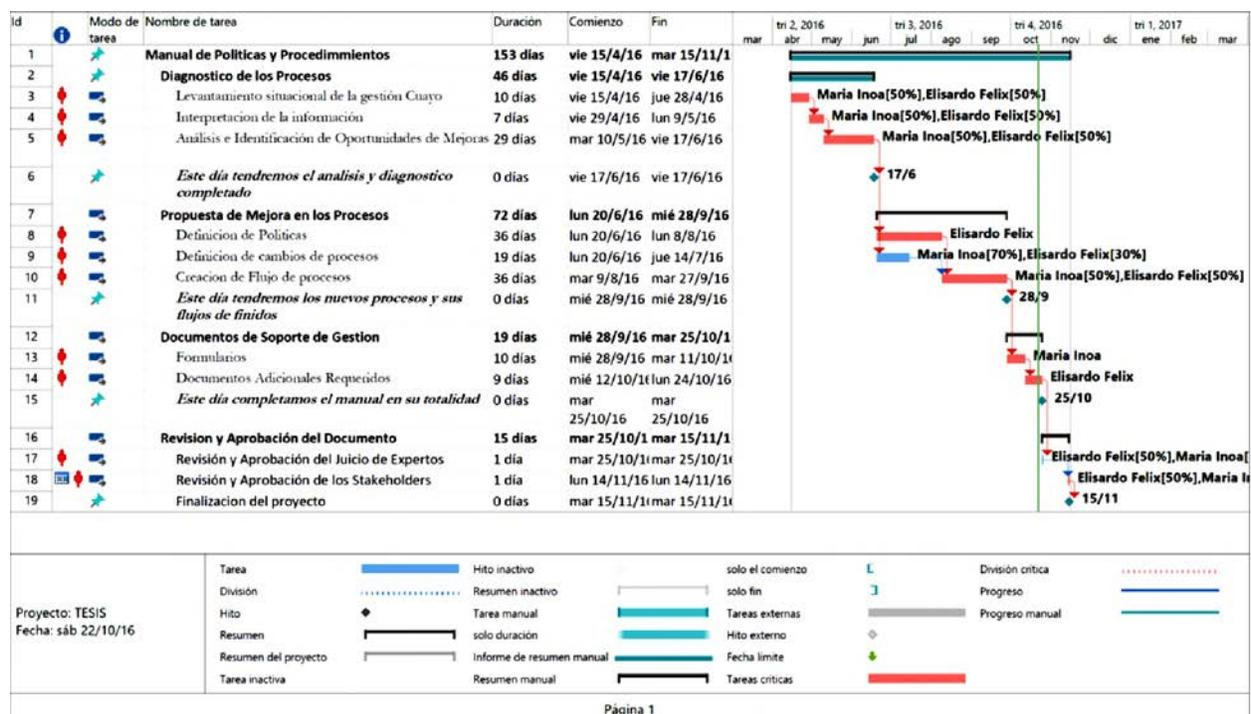 Id Modo de tarea Nombre de tarea Duración Comienzo Fin
tri 2, 2016 tri 3, 2016 tri 4, 2016 tri 1, 2017
mar abr may jun jul ago sep oct nov dic ene feb mar
1 Manual de Politicas y Procedimmientos 153 días vie 15/4/16 mar 15/11/1
2 Diagnostico de los Procesos 46 días vie 15/4/16 vie 17/6/16
3 Levantamiento situacional de la gestión Cuayo 10 días vie 15/4/16 jue 28/4/16 Maria Inoa[50%],Elisardo Felix[50%]
4 Interpretacion de la información 7 días vie 29/4/16 lun 9/5/16 Maria Inoa[50%],Elisardo Felix[50%]
5 Análisis e Identificación de Oportunidades de Mejoras 29 días mar 10/5/16 vie 17/6/16 Maria Inoa[50%],Elisardo Felix[50%]
6 Este día tendremos el analisis y diagnostico completado 0 días vie 17/6/16 vie 17/6/16 17/6
7 Propuesta de Mejora en los Procesos 72 días lun 20/6/16 mié 28/9/16
8 Definicion de Politicas 36 días lun 20/6/16 lun 8/8/16 Elisardo Felix
9 Definicion de cambios de procesos 19 días lun 20/6/16 jue 14/7/16 Maria Inoa[70%],Elisardo Felix[30%]
10 Creacion de Flujo de procesos 36 días mar 9/8/16 mar 27/9/16 Maria Inoa[50%],Elisardo Felix[50%]
11 Este día tendremos los nuevos procesos y sus flujos de finidos 0 días mié 28/9/16 mié 28/9/16 28/9
12 Documentos de Soporte de Gestion 19 días mié 28/9/16 mar 25/10/1
13 Formularios 10 días mié 28/9/16 mar 11/10/1 Maria Inoa
14 Documentos Adicionales Requeridos 9 días mié 12/10/1 lun 24/10/16 Elisardo Felix
15 Este día completamos el manual en su totalidad 0 días mar 25/10/16 mar 25/10/16 25/10
16 Revision y Aprobación del Documento 15 días mar 25/10/1 mar 15/11/1
17 Revisión y Aprobación del Juicio de Expertos 1 día mar 25/10/1 mar 25/10/1 Elisardo Felix[50%],Maria Inoa[
18 Revisión y Aprobación de los Stakeholders 1 día lun 14/11/16 lun 14/11/16 Elisardo Felix[50%],Maria
19 Finalizacion del proyecto 0 días mar 15/11/1 mar 15/11/1 15/11
Proyecto: TESIS
Fecha: sáb 22/10/16
Tarea Hito inactivo solo el comienzo División crítica
División Resumen inactivo solo fin Progreso
Hito Tarea manual Tareas externas Progreso manual
Resumen solo duración Hito externo
Resumen del proyecto Informe de resumen manual Fecha límite
Tarea inactiva Resumen manual Tareas críticas
Página 1